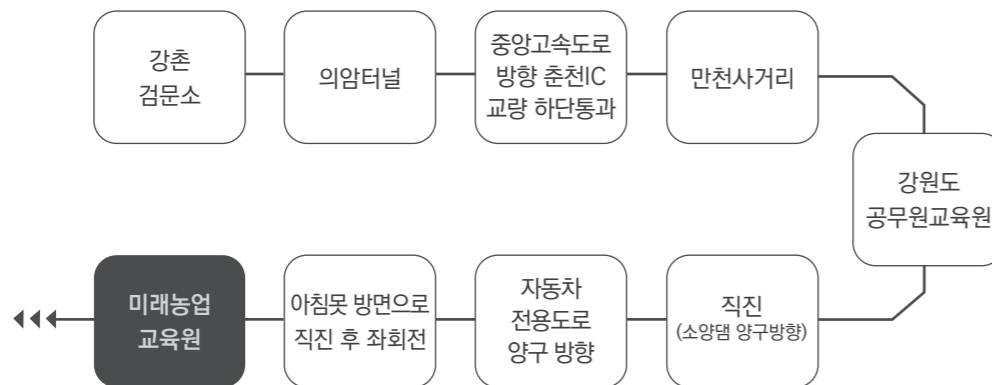 강촌
검문소
의암터널
중앙고속도로
방향 춘천IC
교량 하단통과
만천사거리
강원도
공무원교육원
직진
(소양댐 양구방향)
자동차
전용도로
양구 방향
아침못 방면으로
직진 후 좌회전
미래농업
교육원